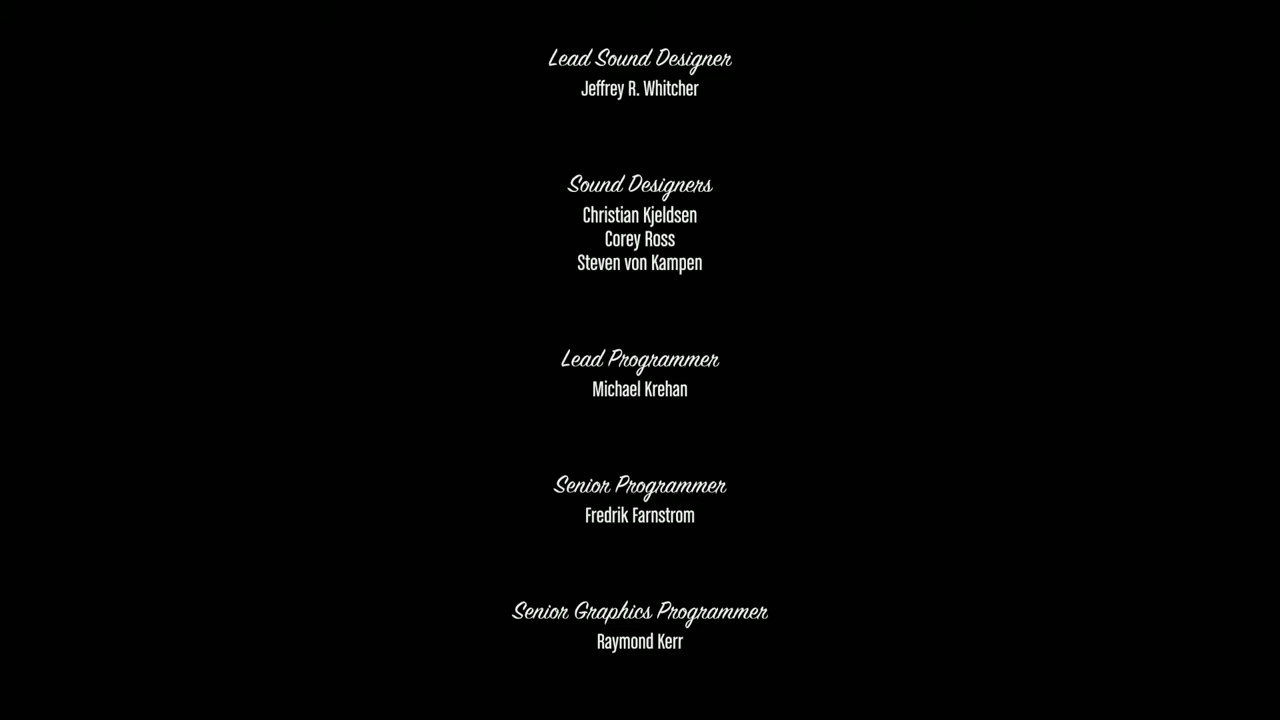 Lead Sound Designer
Jeffrey R. Whitcher
Sound Designers
Christian Kjeldsen
Corey Ross
Steven von Kampen
Lead Programmer
Michael Krehan
Senior Programmer
Fredrik Farnstrom
Senior Graphics Programmer
Raymond Kerr